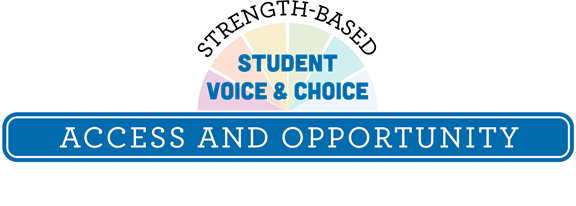 STRENGTH-BASED
STUDENT
VOICE & CHOICE
ACCESS AND OPPORTUNITY